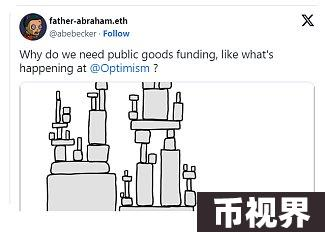 father-abraham.eth
@abebecker · Follow
Why do we need public goods funding, like what's
happening at @Optimism ?
币视界